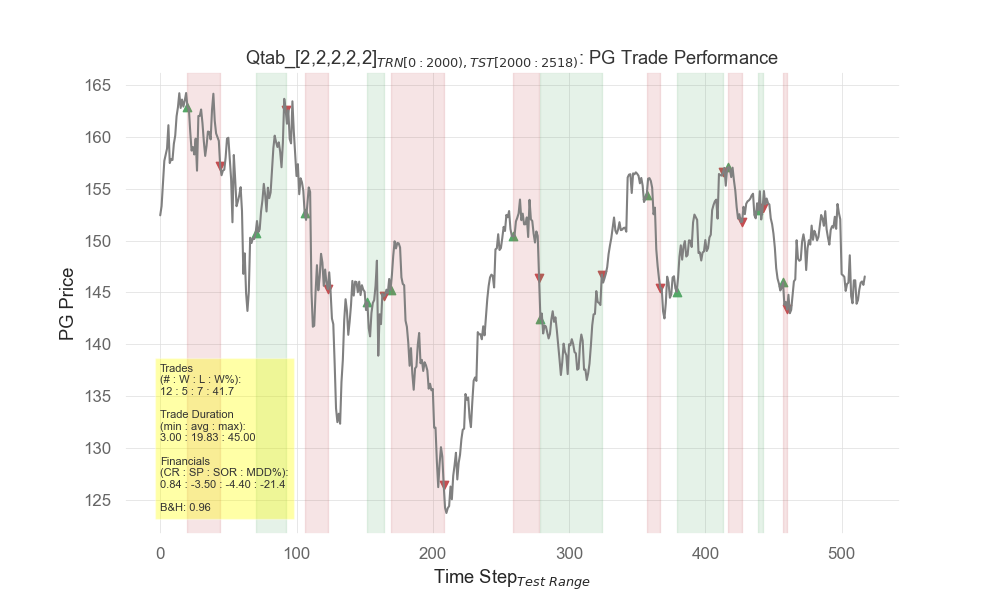 Qtab_[2,2,2,2,2]TRN[0 : 2000), TST[2000 : 2518): PG Trade Performance
165
160
155
150
145
140
135
130
125
PG Price
Trades
(# : W : L : W%):
12 : 5 : 7 : 41.7
Trade Duration
(min : avg : max):
3.00 : 19.83 : 45.00
Financials
(CR : SP : SOR : MDD%):
0.84 : -3.50 : -4.40 : -21.4
B&H: 0.96
0 100 200 300 400 500
Time StepTest Range